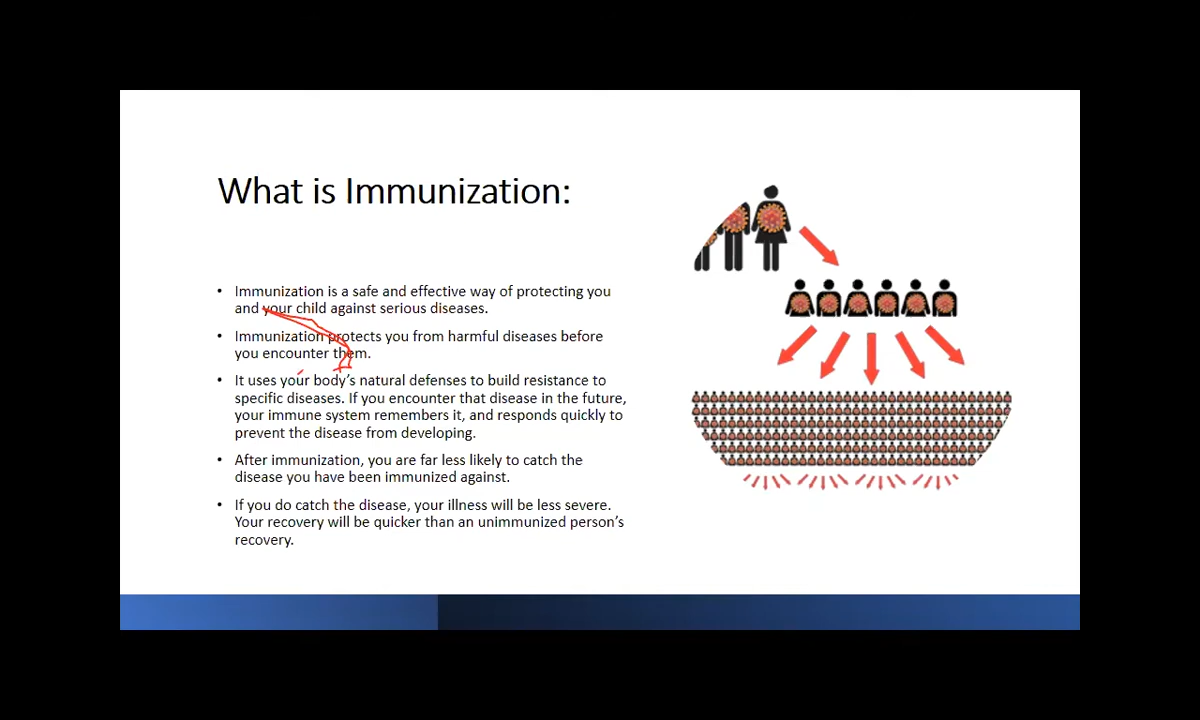 What is Immunization:
• Immunization is a safe and effective way of protecting you
and your child against serious diseases.
• Immunization protects you from harmful diseases before
you encounter them.
• It uses your body's natural defenses to build resistance to
specific diseases. If you encounter that disease in the future,
your immune system remembers it, and responds quickly to
prevent the disease from developing.
• After immunization, you are far less likely to catch the
disease you have been immunized against.
• If you do catch the disease, your illness will be less severe.
Your recovery will be quicker than an unimmunized person's
recovery.